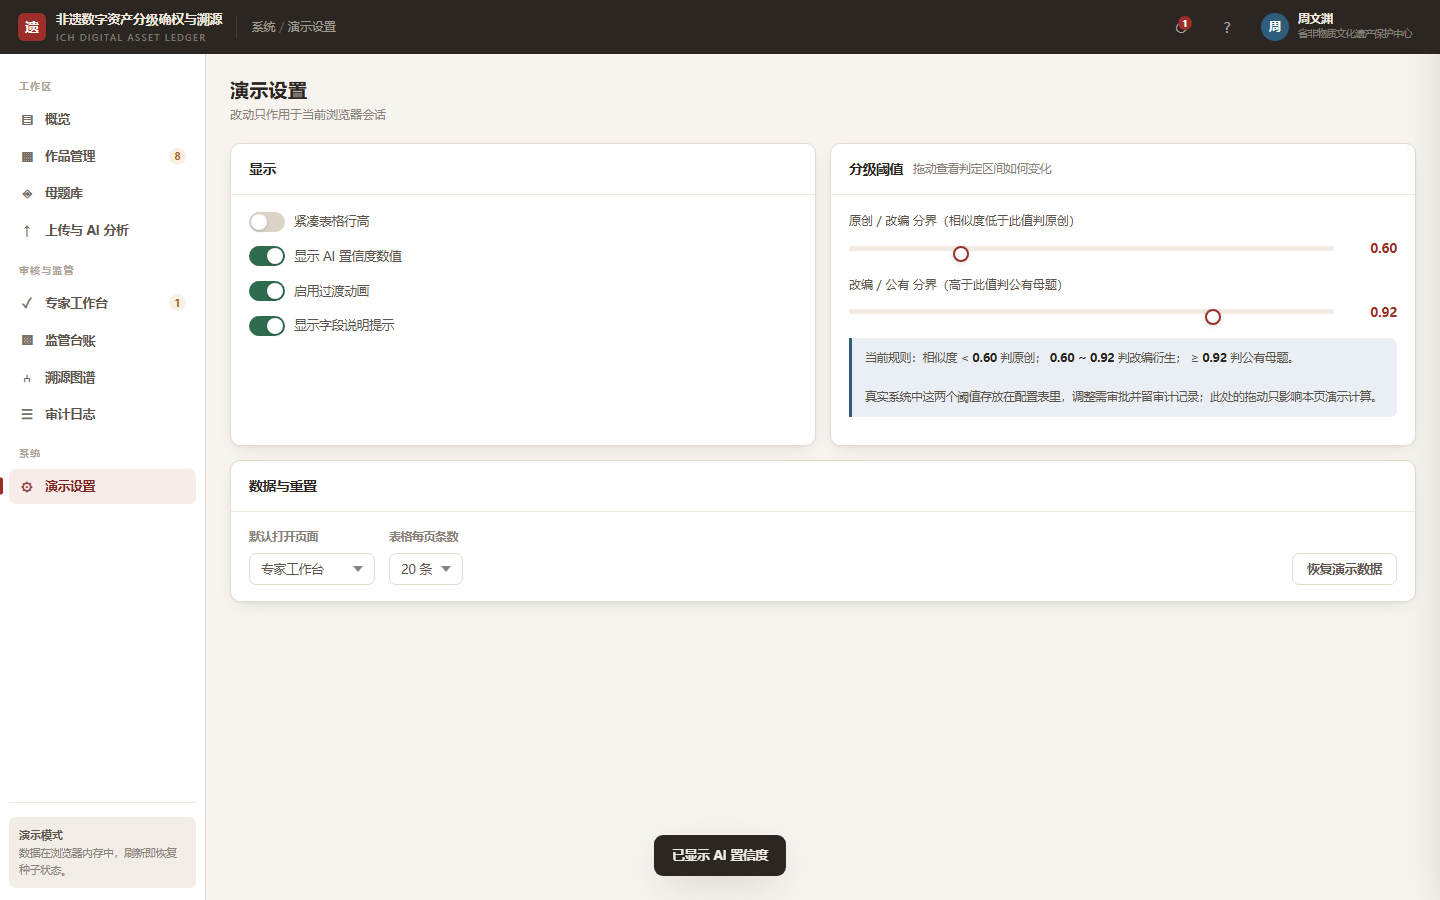 遗
非遗数字资产分级确权与溯源
ICH DIGITAL ASSET LEDGER
系统 / 演示设置
1
?
周
周文渊
省非物质文化遗产保护中心
工作区
概览
作品管理
8
母题库
上传与 AI 分析
审核与监管
专家工作台
1
监管台账
溯源图谱
审计日志
系统
演示设置
演示模式
数据在浏览器内存中，刷新即恢复
种子状态。
演示设置
改动只作用于当前浏览器会话
显示
紧凑表格行高
显示 AI 置信度数值
启用过渡动画
显示字段说明提示
分级阈值 拖动查看判定区间如何变化
原创 / 改编 分界（相似度低于此值判原创）
0.60
改编 / 公有 分界（高于此值判公有母题）
0.92
当前规则：相似度 < 0.60 判原创； 0.60 ~ 0.92 判改编衍生； ≥ 0.92 判公有母题。
真实系统中这两个阈值存放在配置表里，调整需审批并留审计记录；此处的拖动只影响本页演示计算。
数据与重置
默认打开页面
表格每页条数
专家工作台
20 条
恢复演示数据
已显示 AI 置信度